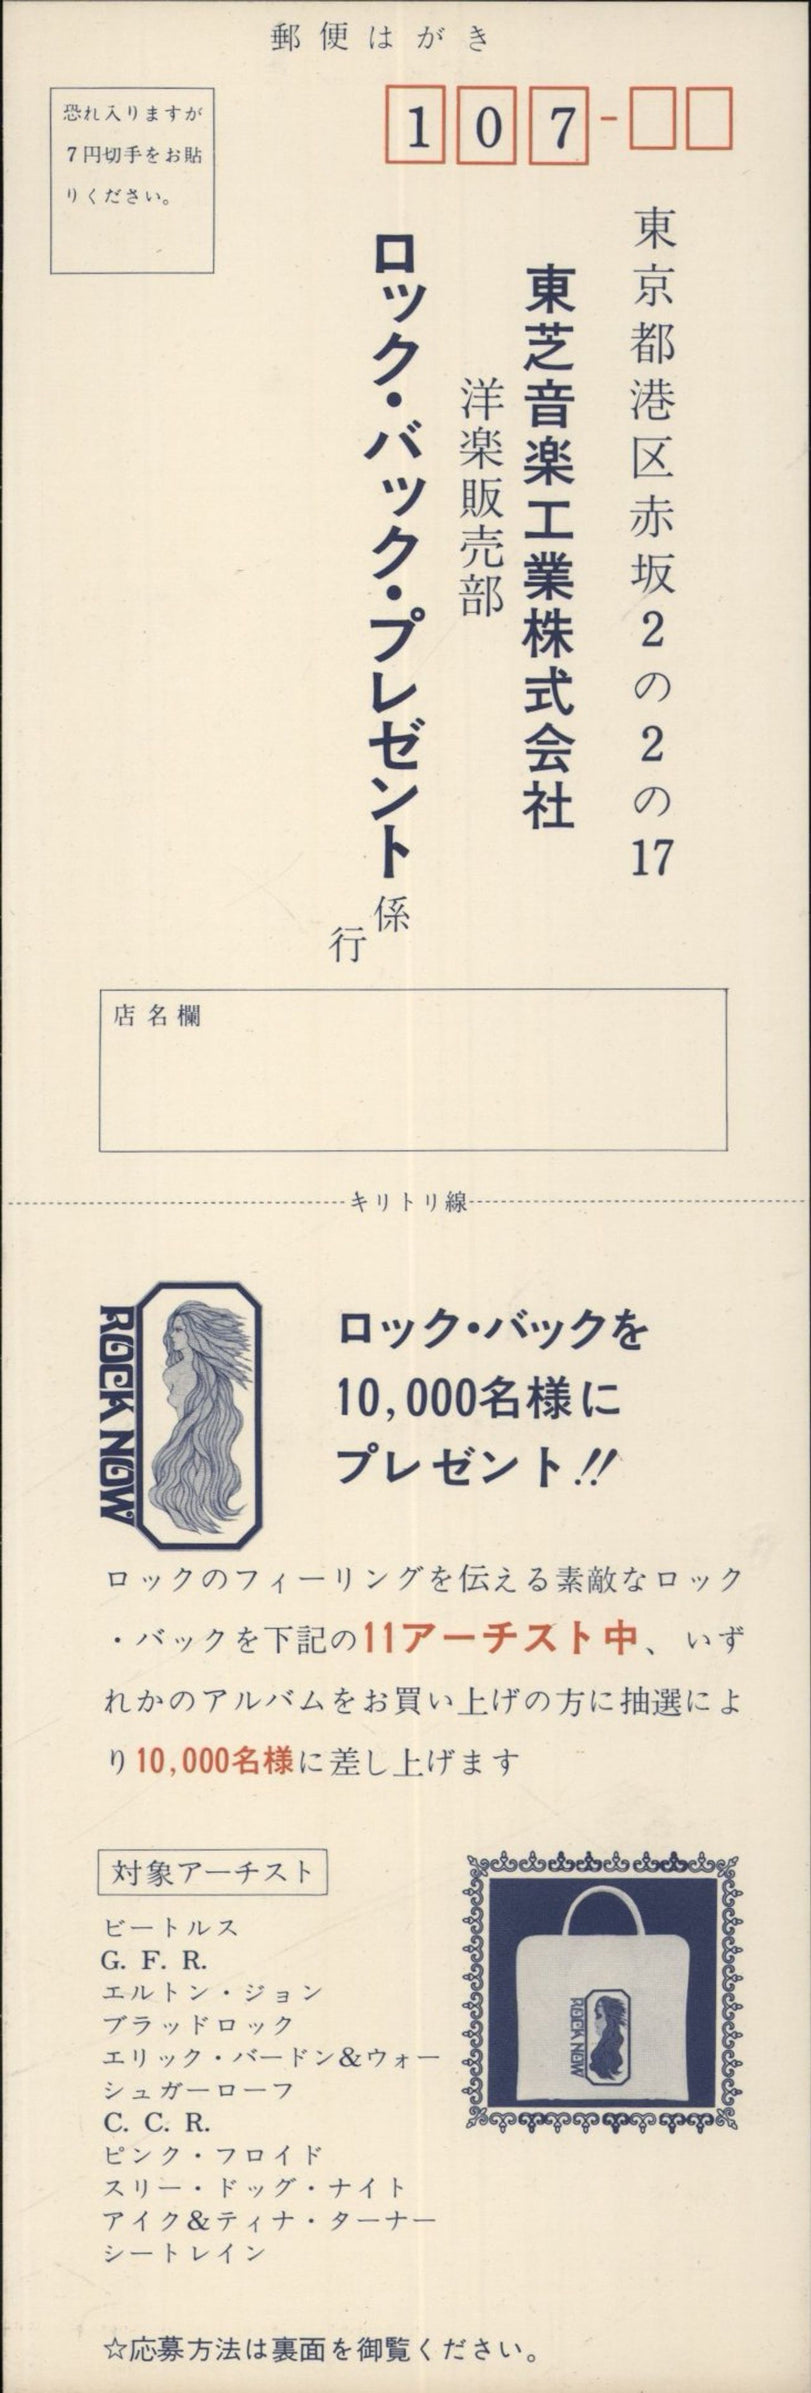 郵便はがき
恐れ入りますが
7円切手をお貼
りください。
107-
東京都港区赤坂2の2の17
東芝音楽工業株式会社
洋楽販売部
ロック・バック・プレゼント係
行
店名欄
キリトリ線
ROCK NOW
ロック・バックを
10,000名様に
プレゼント!!
ロックのフィーリングを伝える素敵なロック
・バックを下記の11アーチスト中、いず
れかのアルバムをお買い上げの方に抽選によ
り10,000名様に差し上げます
対象アーチスト
ビートルス
G. F. R.
エルトン・ジョン
ブラッドロック
エリック・バードン&ウォー
シュガーローフ
C. C. R.
ピンク・フロイド
スリー・ドッグ・ナイト
アイク&ティナ・ターナー
シートレイン
ROCK NOW
☆応募方法は裏面を御覧ください。